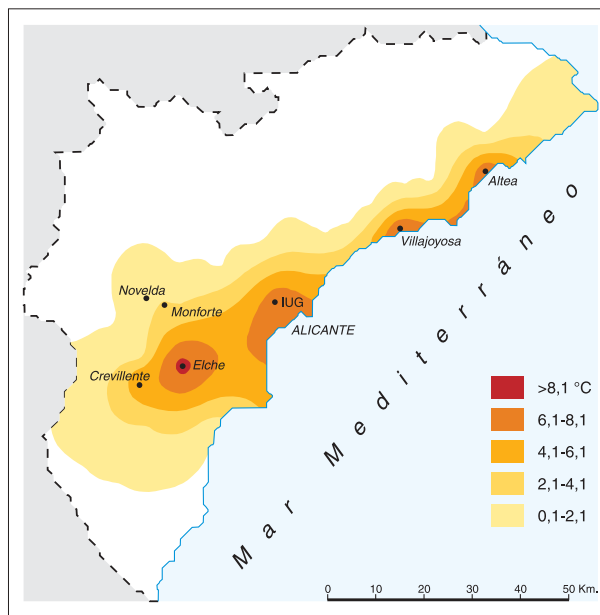 Altea
Villajoyosa
Novelda
Monforte
IUG
ALICANTE
Elche
Crevillente
Mar Mediterráneo
>8,1 °C
6,1-8,1
4,1-6,1
2,1-4,1
0,1-2,1
0 10 20 30 40 50 Km.